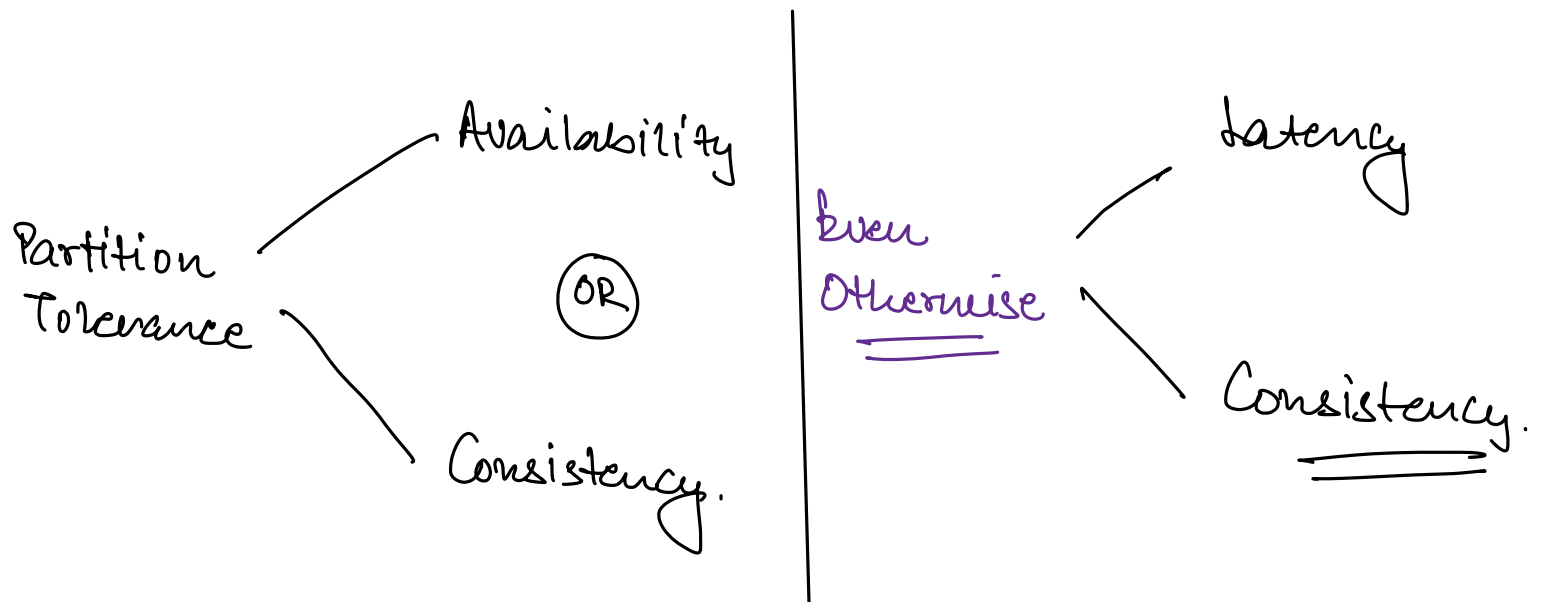 Availability
Partition
Tolerance
OR
Consistency.
Even
Otherwise
Latency
Consistency.